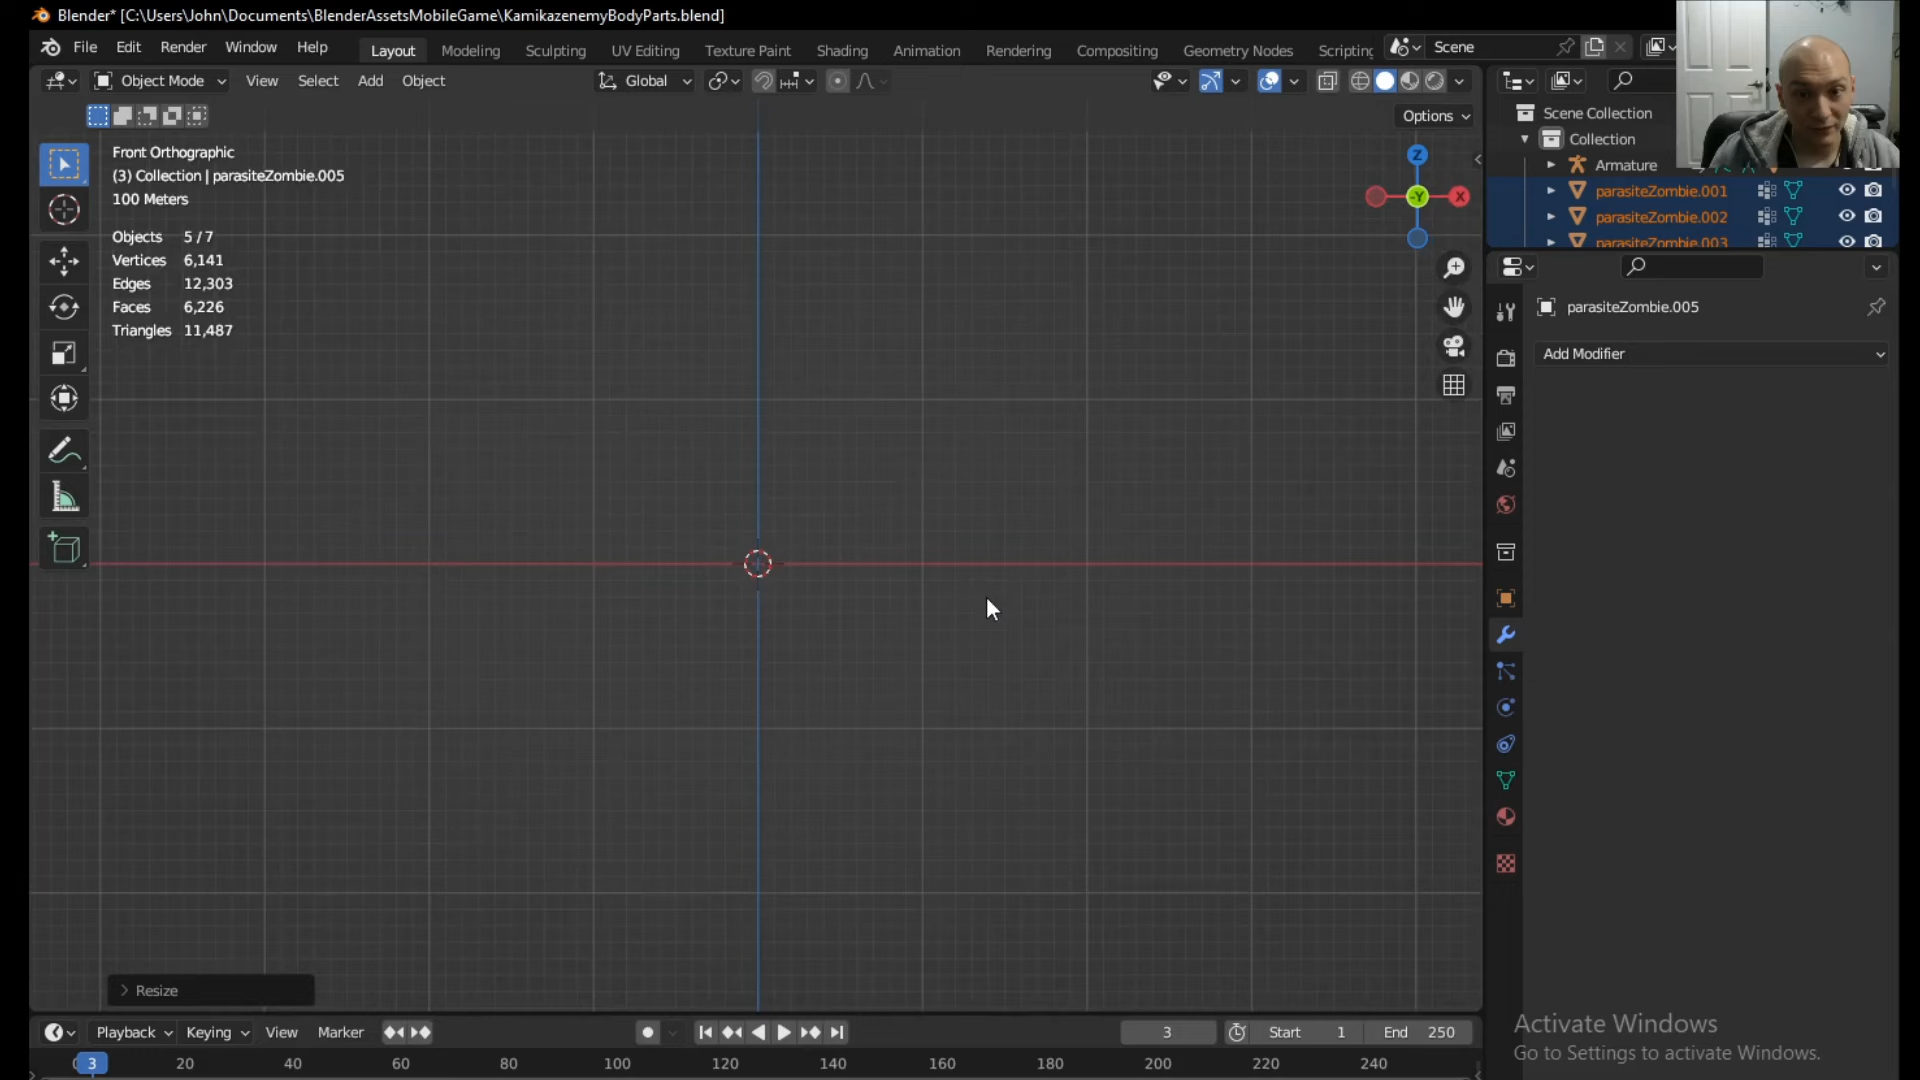 Blender* [C:\Users\John\Documents\BlenderAssetsMobileGame\KamikazenemyBodyParts.blend]
File Edit Render Window Help Layout Modeling Sculpting UV Editing Texture Paint Shading Animation Rendering Compositing Geometry Nodes Scripting Scene
Object Mode View Select Add Object Global
Options
Front Orthographic
(3) Collection | parasiteZombie.005
100 Meters
Objects 5 / 7
Vertices 6,141
Edges 12,303
Faces 6,226
Triangles 11,487
Z
-Y
X
Scene Collection
Collection
Armature
parasiteZombie.001
parasiteZombie.002
parasiteZombie.003
parasiteZombie.005
Add Modifier
Resize
Activate Windows
Go to Settings to activate Windows.
Playback Keying View Marker 3 Start 1 End 250
3 20 40 60 80 100 120 140 160 180 200 220 240